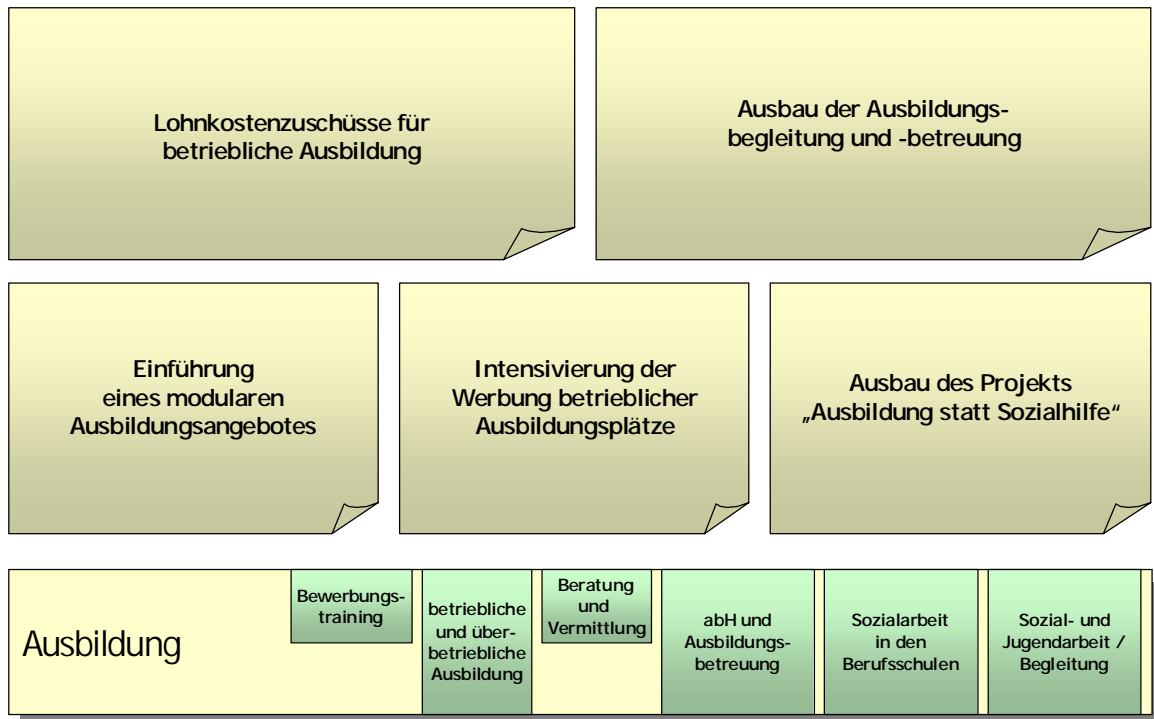 Lohnkostenzuschüsse für
betriebliche Ausbildung
Ausbau der Ausbildungs-
begleitung und -betreuung
Einführung
eines modularen
Ausbildungsangebotes
Intensivierung der
Werbung betrieblicher
Ausbildungsplätze
Ausbau des Projekts
„Ausbildung statt Sozialhilfe“
Ausbildung
Bewerbungs-
training
betriebliche
und über-
betriebliche
Ausbildung
Beratung
und
Vermittlung
abH und
Ausbildungs-
betreuung
Sozialarbeit
in den
Berufsschulen
Sozial- und
Jugendarbeit /
Begleitung